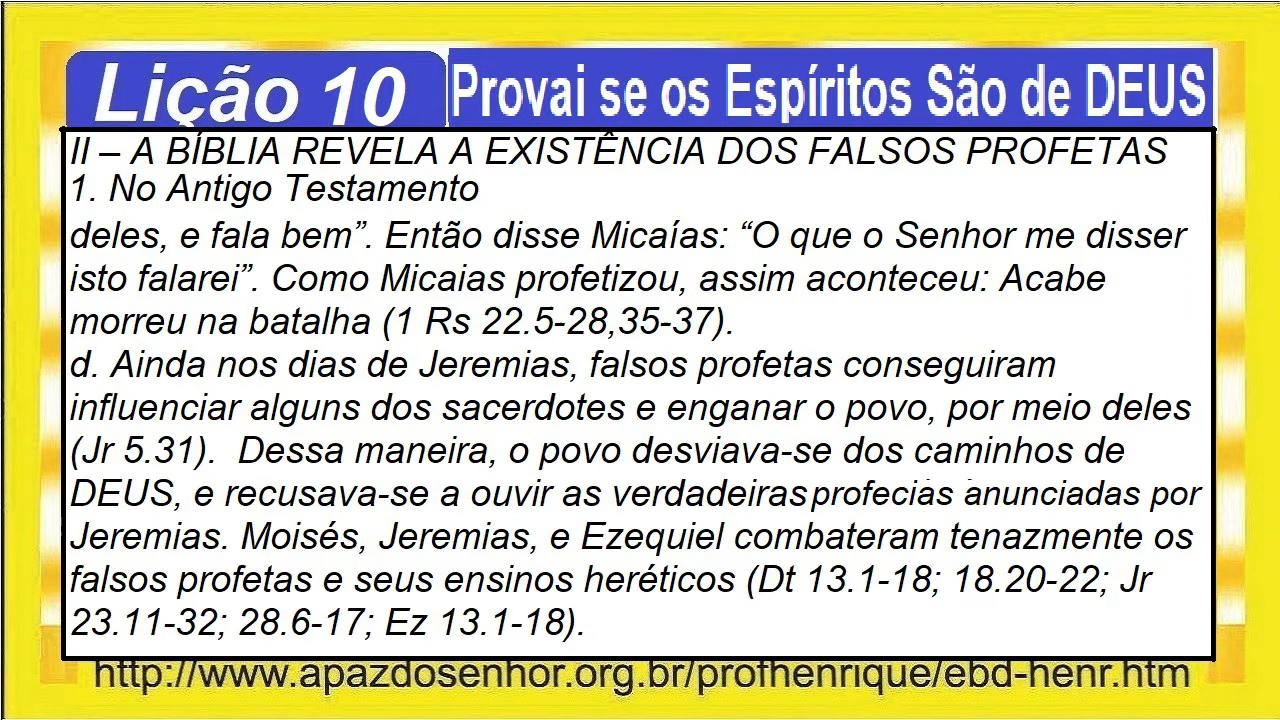 Lição 10 Provai se os Espíritos São de DEUS
II – A BÍBLIA REVELA A EXISTÊNCIA DOS FALSOS PROFETAS
1. No Antigo Testamento
deles, e fala bem”. Então disse Micaías: “O que o Senhor me disser
isto falarei”. Como Micaias profetizou, assim aconteceu: Acabe
morreu na batalha (1 Rs 22.5-28,35-37).
d. Ainda nos dias de Jeremias, falsos profetas conseguiram
influenciar alguns dos sacerdotes e enganar o povo, por meio deles
(Jr 5.31). Dessa maneira, o povo desviava-se dos caminhos de
DEUS, e recusava-se a ouvir as verdadeiras profecias anunciadas por
Jeremias. Moisés, Jeremias, e Ezequiel combateram tenazmente os
falsos profetas e seus ensinos heréticos (Dt 13.1-18; 18.20-22; Jr
23.11-32; 28.6-17; Ez 13.1-18).
http://www.apazdosenhor.org.br/profhenrique/ebd-henr.htm